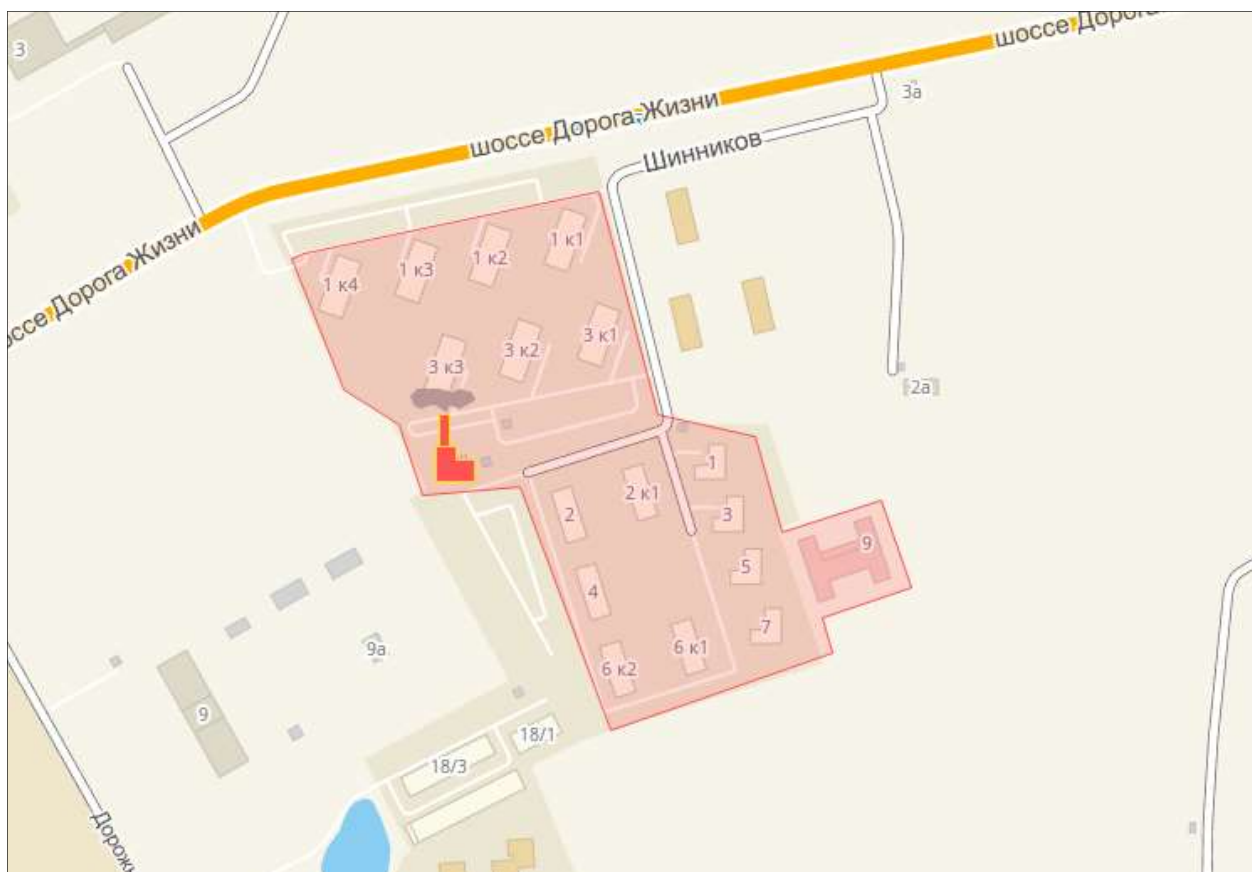 3
шоссе Дорога
3а
шоссе Дорога Жизни
Шинников
Дорога Жизни
шоссе
1 к1
1 к2
1 к3
1 к4
3 к1
3 к2
3 к3
2а
1
2 к1
2
3
9
5
4
7
6 к1
6 к2
9а
9
18/1
18/3